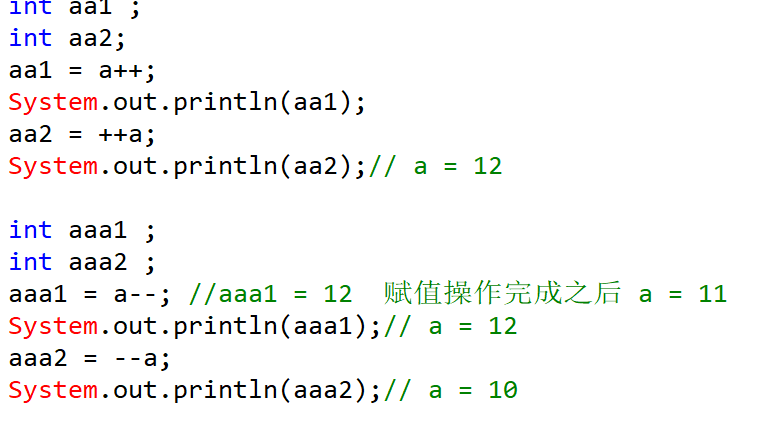 int aa1 ;
int aa2;
aa1 = a++;
System.out.println(aa1);
aa2 = ++a;
System.out.println(aa2);// a = 12
int aaa1 ;
int aaa2 ;
aaa1 = a--; //aaa1 = 12  赋值操作完成之后 a = 11
System.out.println(aaa1);// a = 12
aaa2 = --a;
System.out.println(aaa2);// a = 10